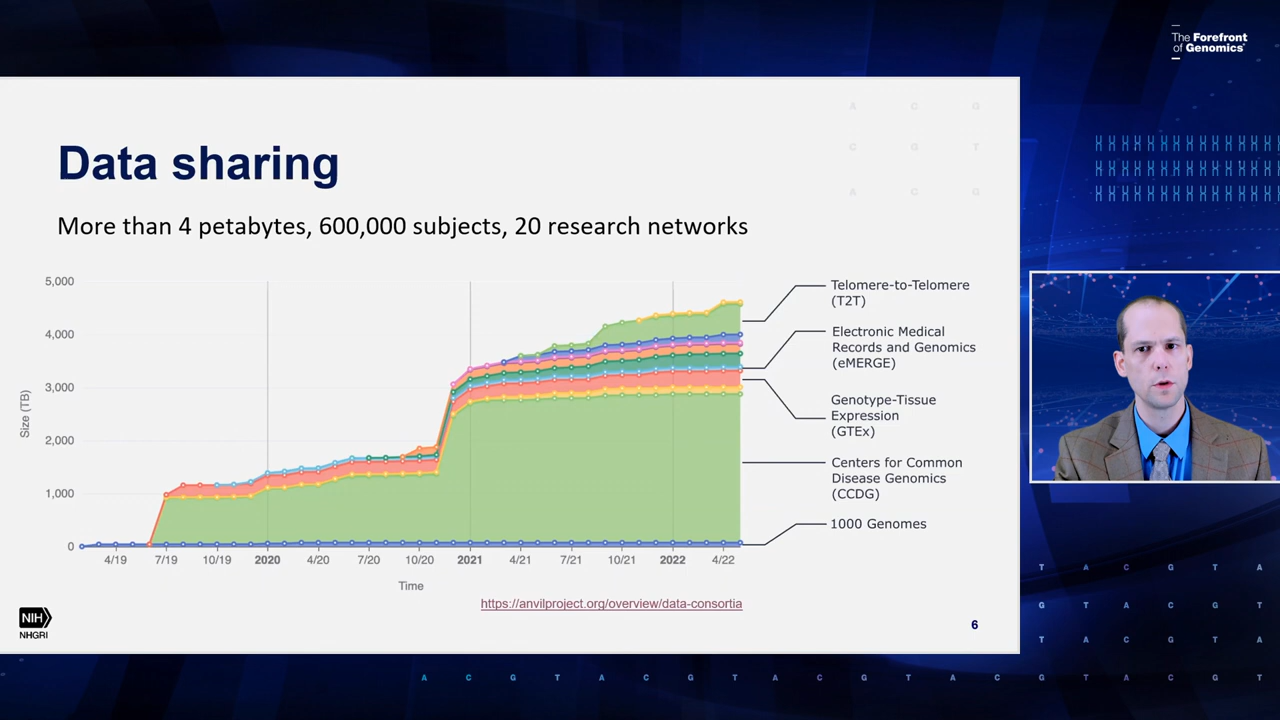 The Forefront
of Genomics®
A C G
C G T
A C G
Data sharing
More than 4 petabytes, 600,000 subjects, 20 research networks
5,000
4,000
3,000
2,000
1,000
0
Size (TB)
4/19 7/19 10/19 2020 4/20 7/20 10/20 2021 4/21 7/21 10/21 2022 4/22
Time
Telomere-to-Telomere
(T2T)
Electronic Medical
Records and Genomics
(eMERGE)
Genotype-Tissue
Expression
(GTEx)
Centers for Common
Disease Genomics
(CCDG)
1000 Genomes
https://anvilproject.org/overview/data-consortia
NIH
NHGRI
6
T A C G T A
G T A C G T
T A C G T A
A C G T A C G T A C G T A C G T A C G T